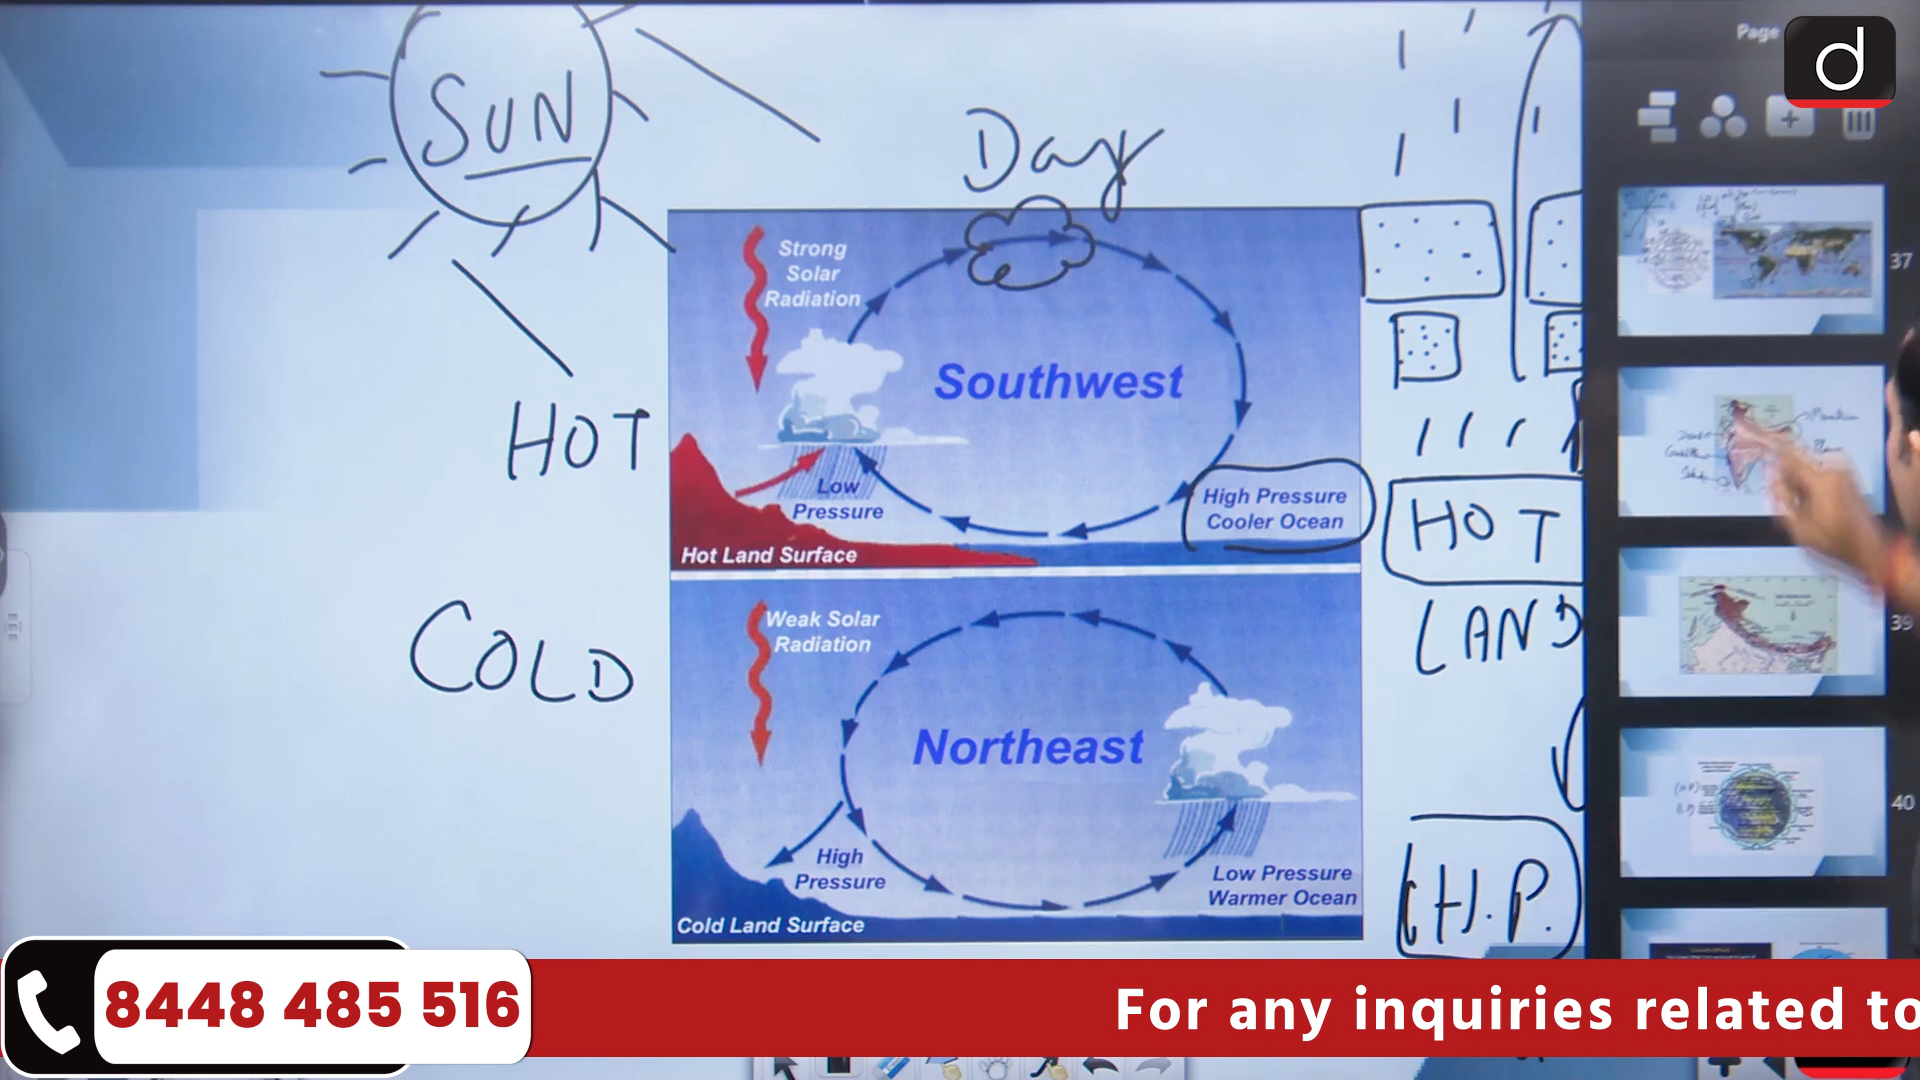 Page
d
SUN
Day
Strong
Solar
Radiation
Southwest
HOT
Low
Pressure
High Pressure
Cooler Ocean
Hot Land Surface
HOT
LAND
COLD
Weak Solar
Radiation
Northeast
High
Pressure
Low Pressure
Warmer Ocean
Cold Land Surface
H.P.
37
39
40
8448 485 516
For any inquiries related to